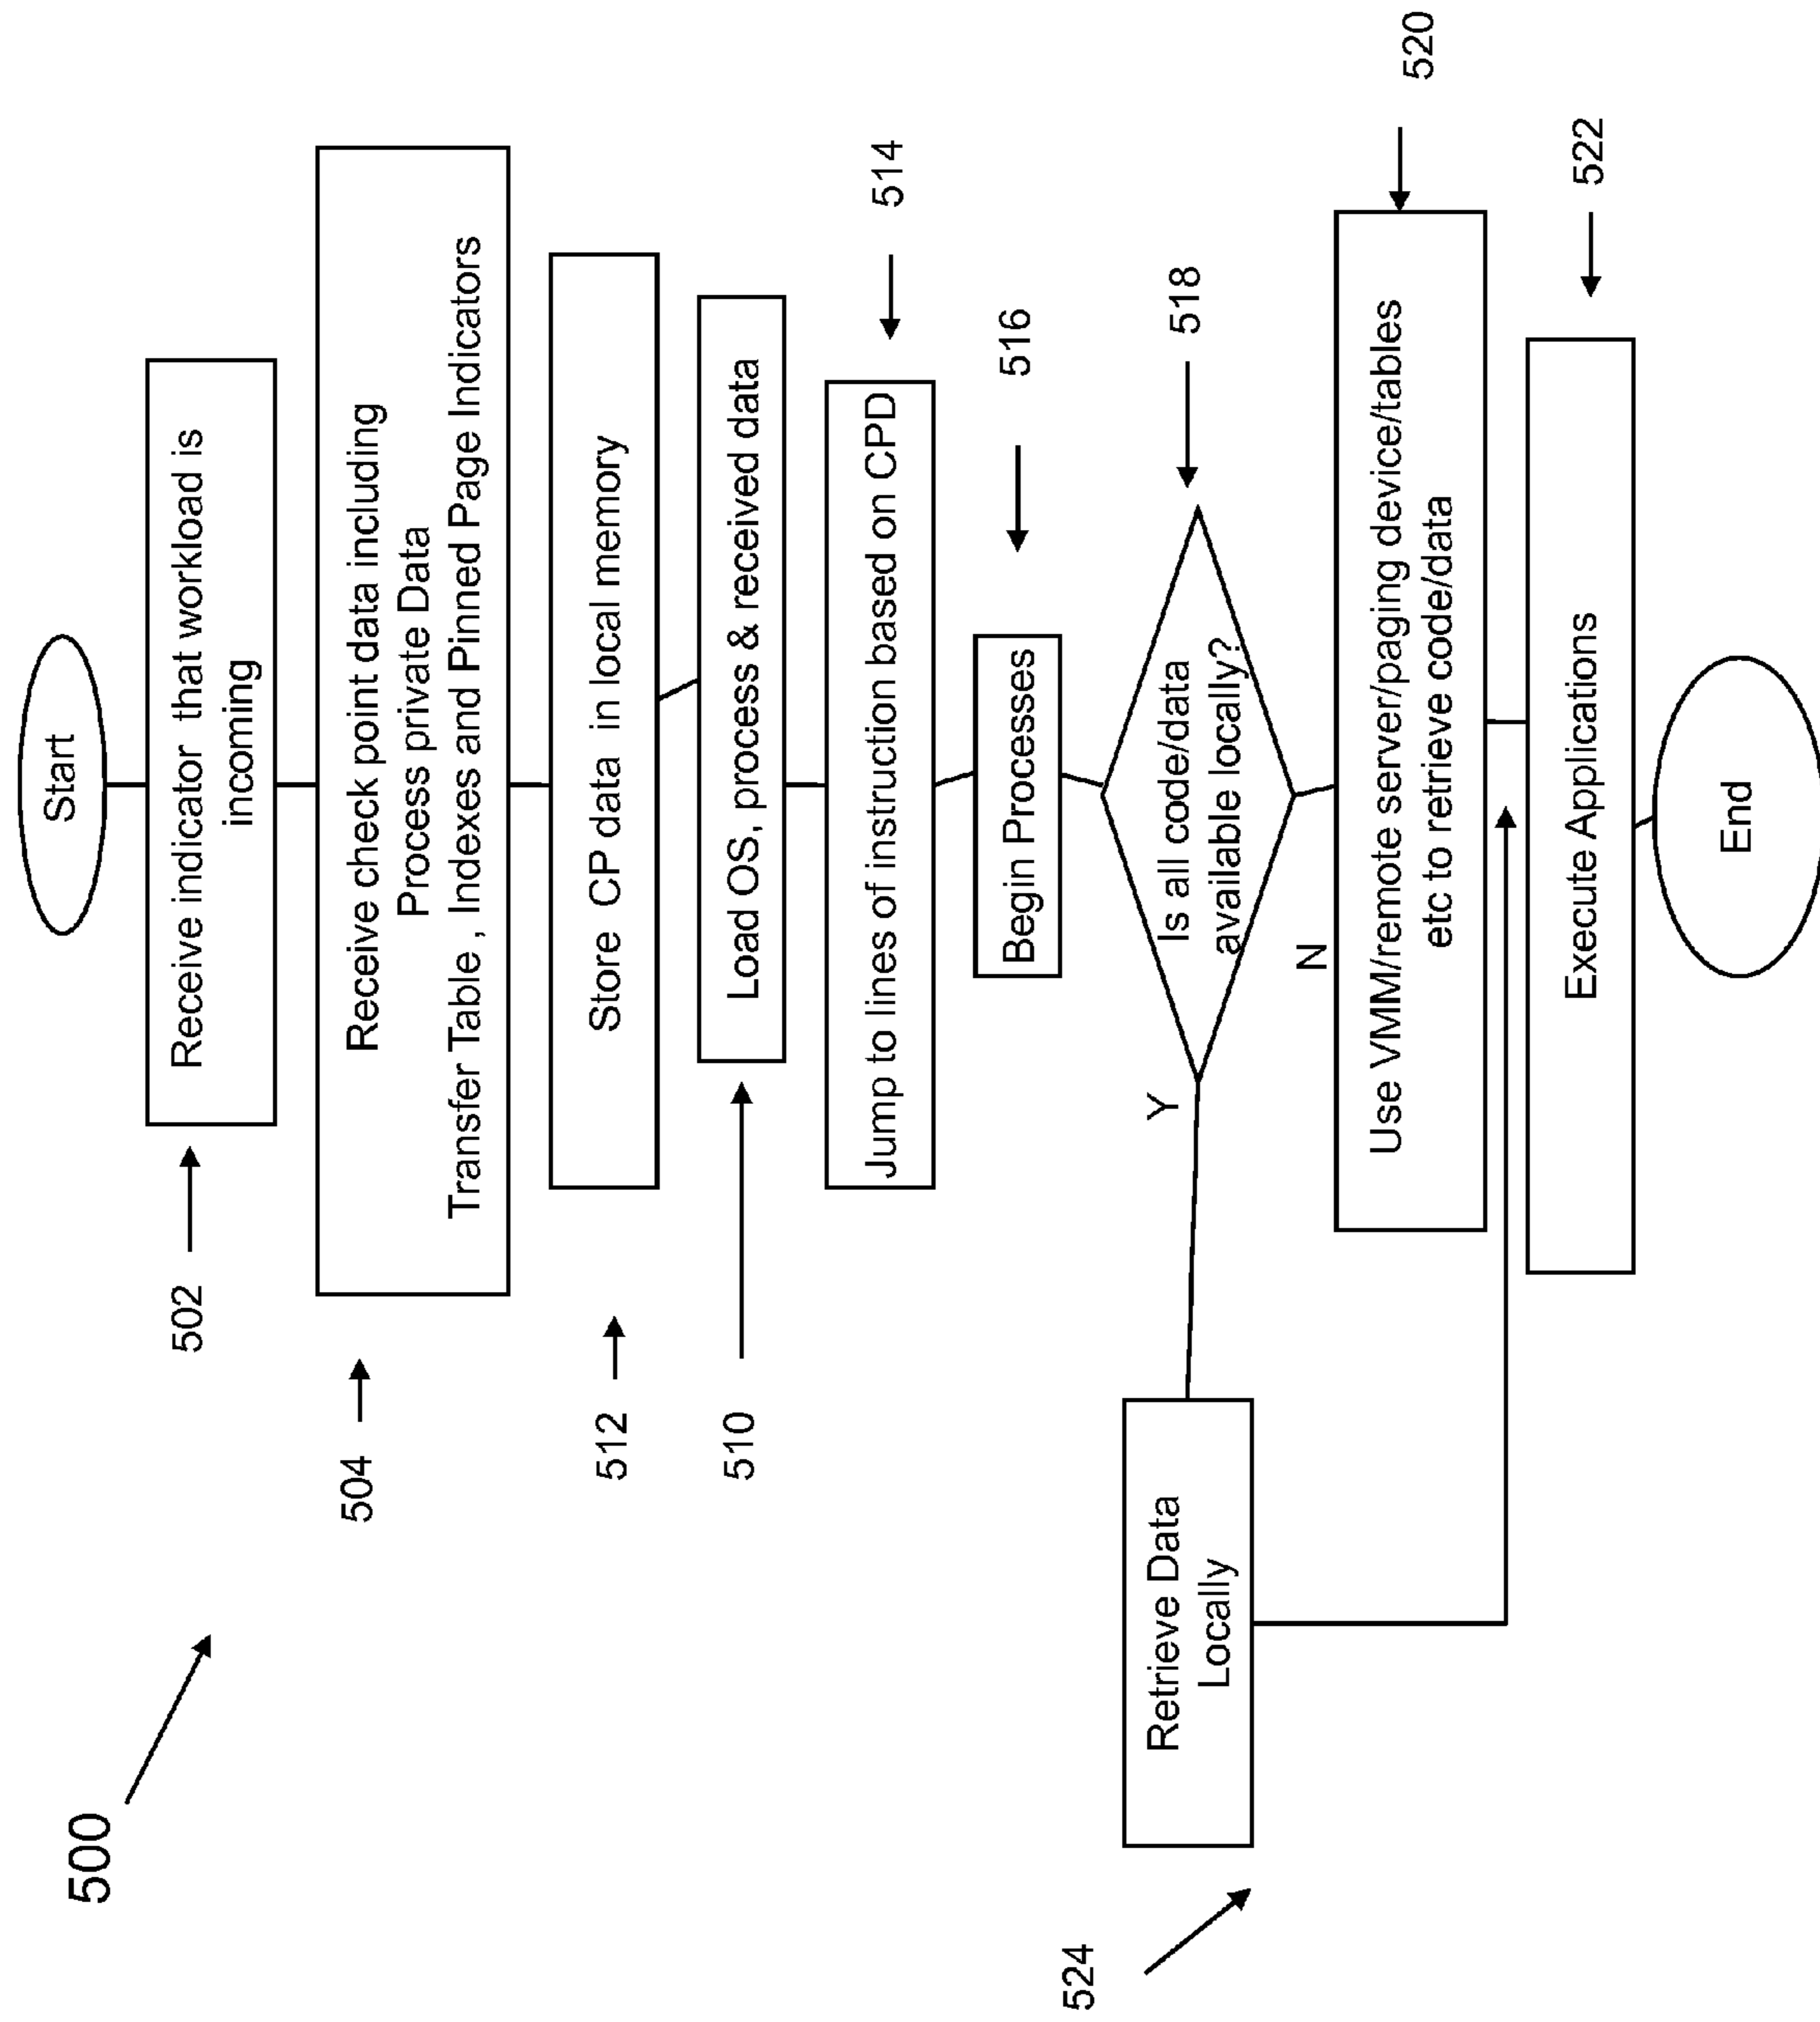 500
Start
502
Receive indicator that workload is
incoming
504
Receive check point data including
Process private Data
Transfer Table , Indexes and Pinned Page Indicators
512
Store CP data in local memory
510
Load OS, process & received data
514
Jump to lines of instruction based on CPD
516
Begin Processes
518
Is all code/data
available locally?
Y
N
524
Retrieve Data
Locally
520
Use VMM/remote server/paging device/tables
etc to retrieve code/data
522
Execute Applications
End